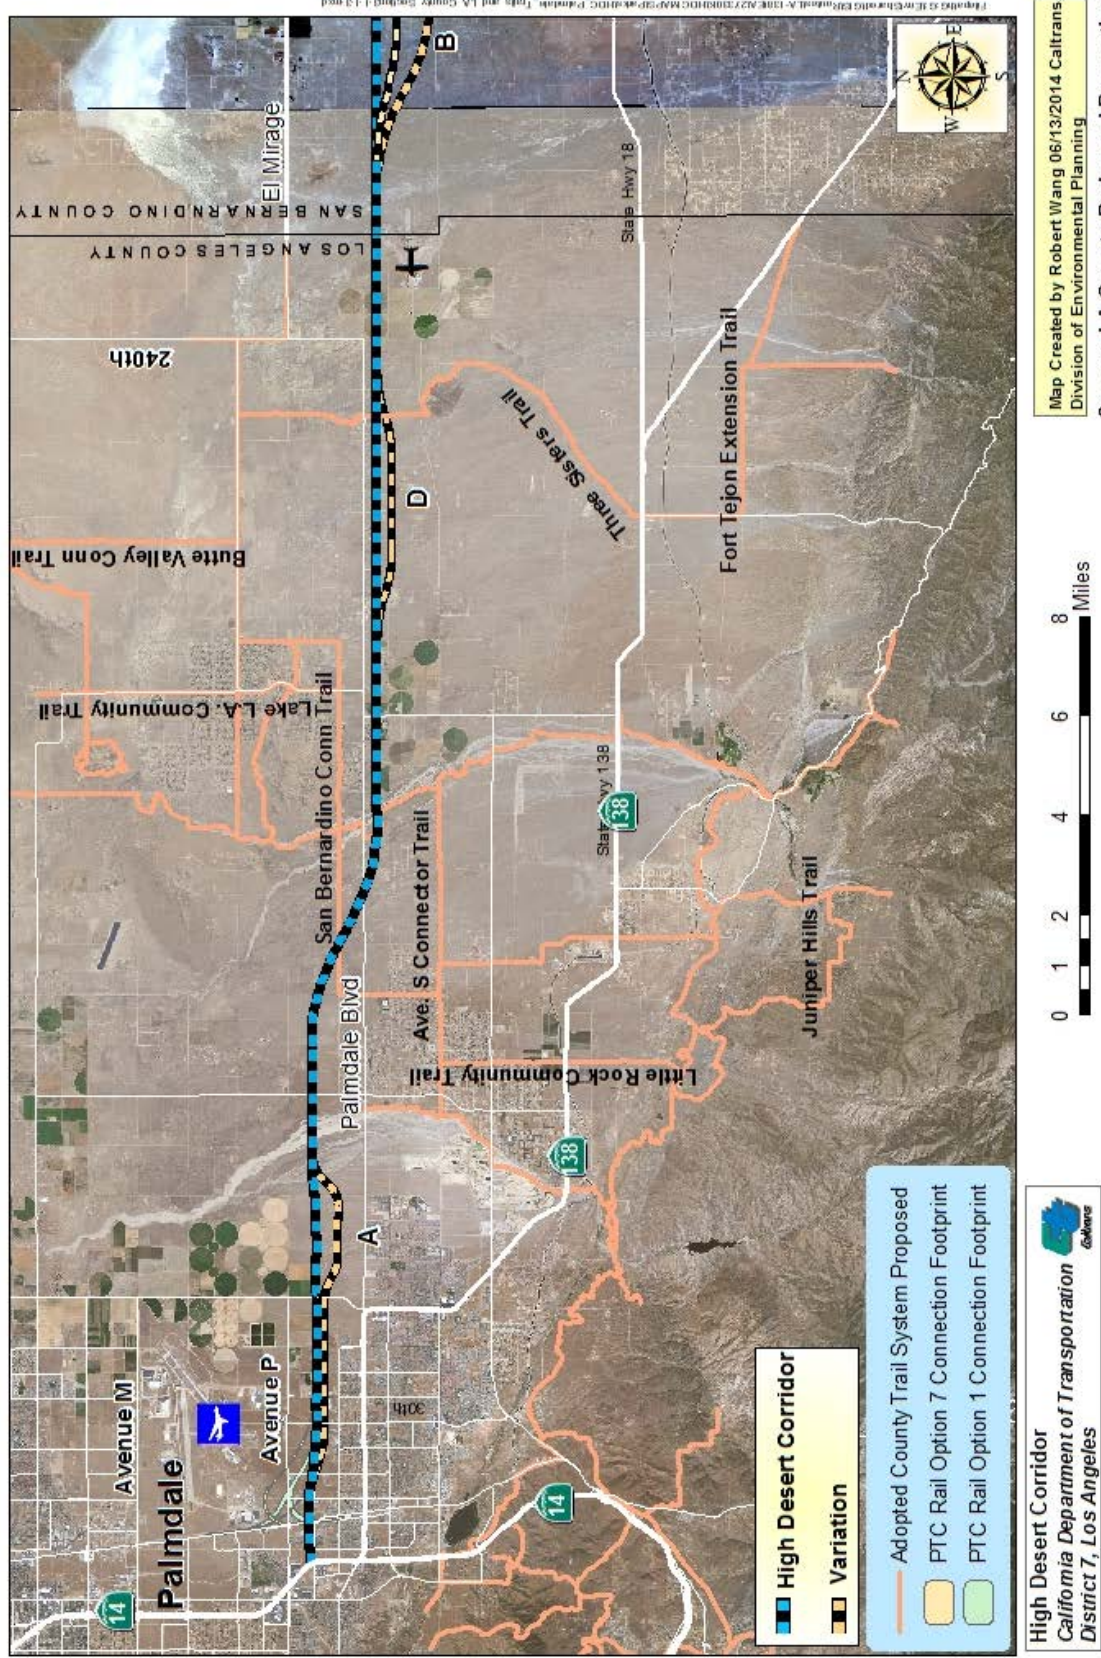 Palmdale
14
Avenue M
Avenue P
30th
A
138
Palmdale Blvd
San Bernardino Conn Trail
Lake L.A. Community Trail
Butte Valley Conn Trail
240th
LOS ANGELES COUNTY
SAN BERNARNDINO COUNTY
El Mirage
B
D
Ave. S Connector Trail
Little Rock Community Trail
Three Sisters Trail
138
State Hwy 18
Fort Tejon Extension Trail
Juniper Hills Trail
14
N
E
S
W
High Desert Corridor
Variation
Adopted County Trail System Proposed
PTC Rail Option 7 Connection Footprint
PTC Rail Option 1 Connection Footprint
High Desert Corridor
California Department of Transportation
District 7, Los Angeles
Caltrans
0 1 2 4 6 8
Miles
Map Created by Robert Wang 06/13/2014 Caltrans
Division of Environmental Planning